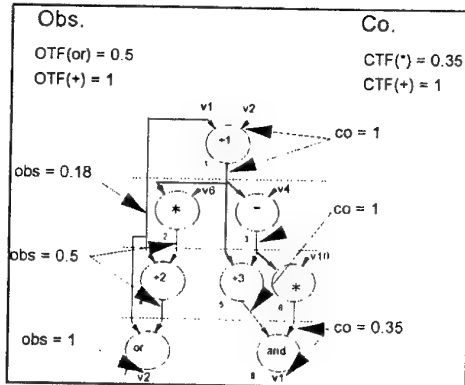 Obs.
Co.
OTF(or) = 0.5
CTF(*) = 0.35
OTF(+) = 1
CTF(+) = 1
v1
v2
+1
co = 1
1
obs = 0.18
v6
v4
*
-
co = 1
2
3
obs = 0.5
v10
+2
+3
*
4
5
6
obs = 1
or
and
co = 0.35
v2
8
v1